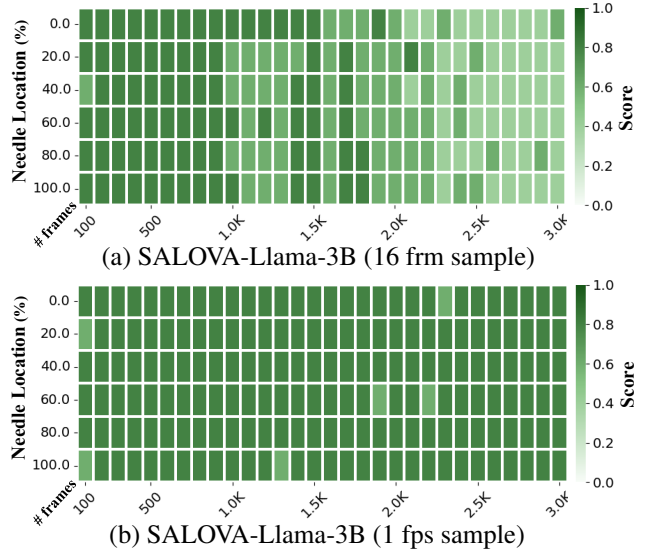 Needle Location (%)
0.0
20.0
40.0
60.0
80.0
100.0
# frames
100
500
1.0K
1.5K
2.0K
2.5K
3.0K
1.0
0.8
0.6
0.4
0.2
0.0
Score
(a) SALOVA-Llama-3B (16 frm sample)
Needle Location (%)
0.0
20.0
40.0
60.0
80.0
100.0
# frames
100
500
1.0K
1.5K
2.0K
2.5K
3.0K
1.0
0.8
0.6
0.4
0.2
0.0
Score
(b) SALOVA-Llama-3B (1 fps sample)